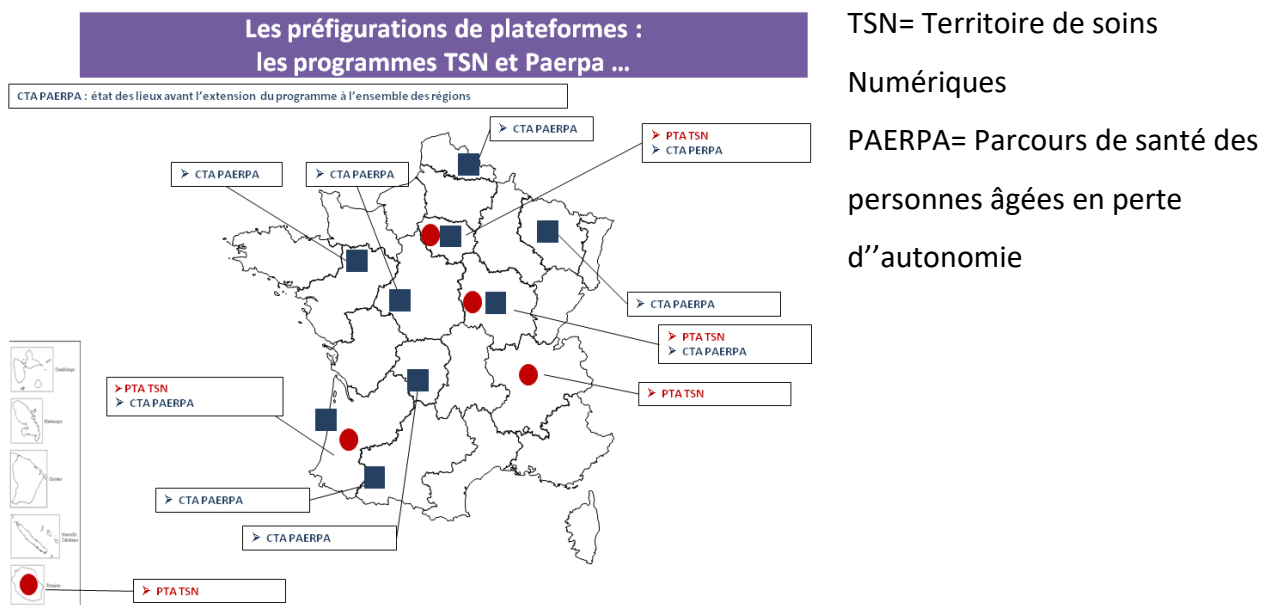 Les préfigurations de plateformes :
les programmes TSN et Paerpa ...
CTA PAERPA : état des lieux avant l'extension du programme à l'ensemble des régions
➢ CTA PAERPA
➢ PTA TSN
➢ CTA PERPA
➢ CTA PAERPA
➢ CTA PAERPA
➢ CTA PAERPA
➢ PTA TSN
➢ CTA PAERPA
➢ PTA TSN
➢ PTA TSN
➢ CTA PAERPA
➢ CTA PAERPA
➢ CTA PAERPA
➢ PTA TSN
Guadeloupe
Martinique
TSN= Territoire de soins
Numériques
PAERPA= Parcours de santé des
personnes âgées en perte
d''autonomie